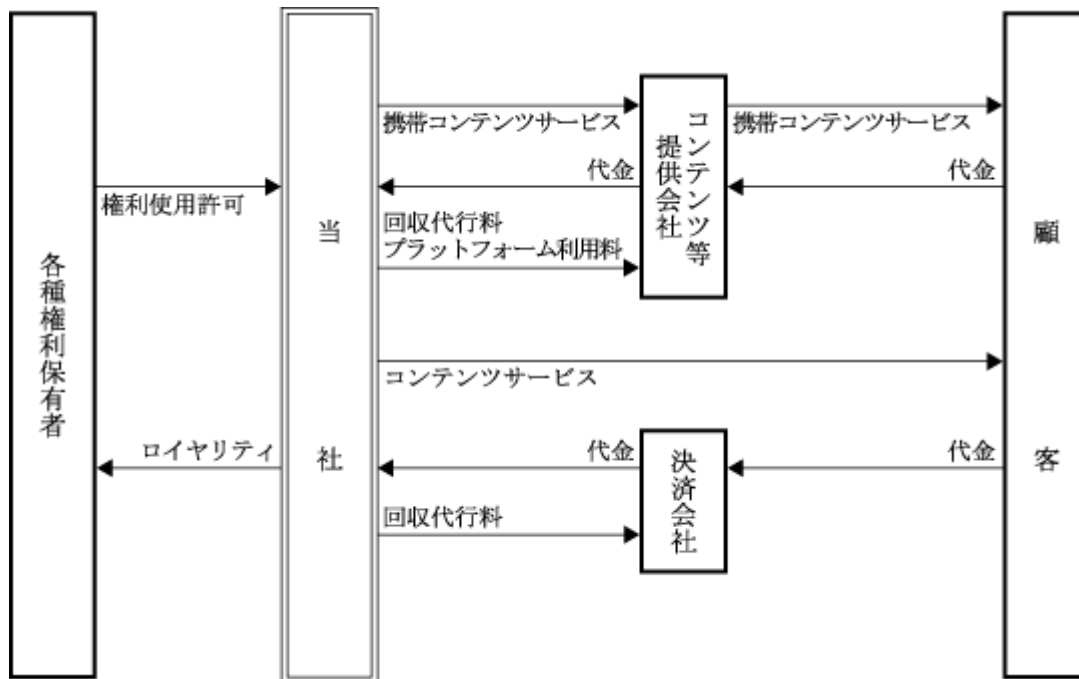 各種権利保有者
権利使用許可
ロイヤリティ
当社
携帯コンテンツサービス
代金
回収代行料
プラットフォーム利用料
コンテンツ等
提供会社
携帯コンテンツサービス
代金
コンテンツサービス
代金
回収代行料
決済会社
代金
顧客